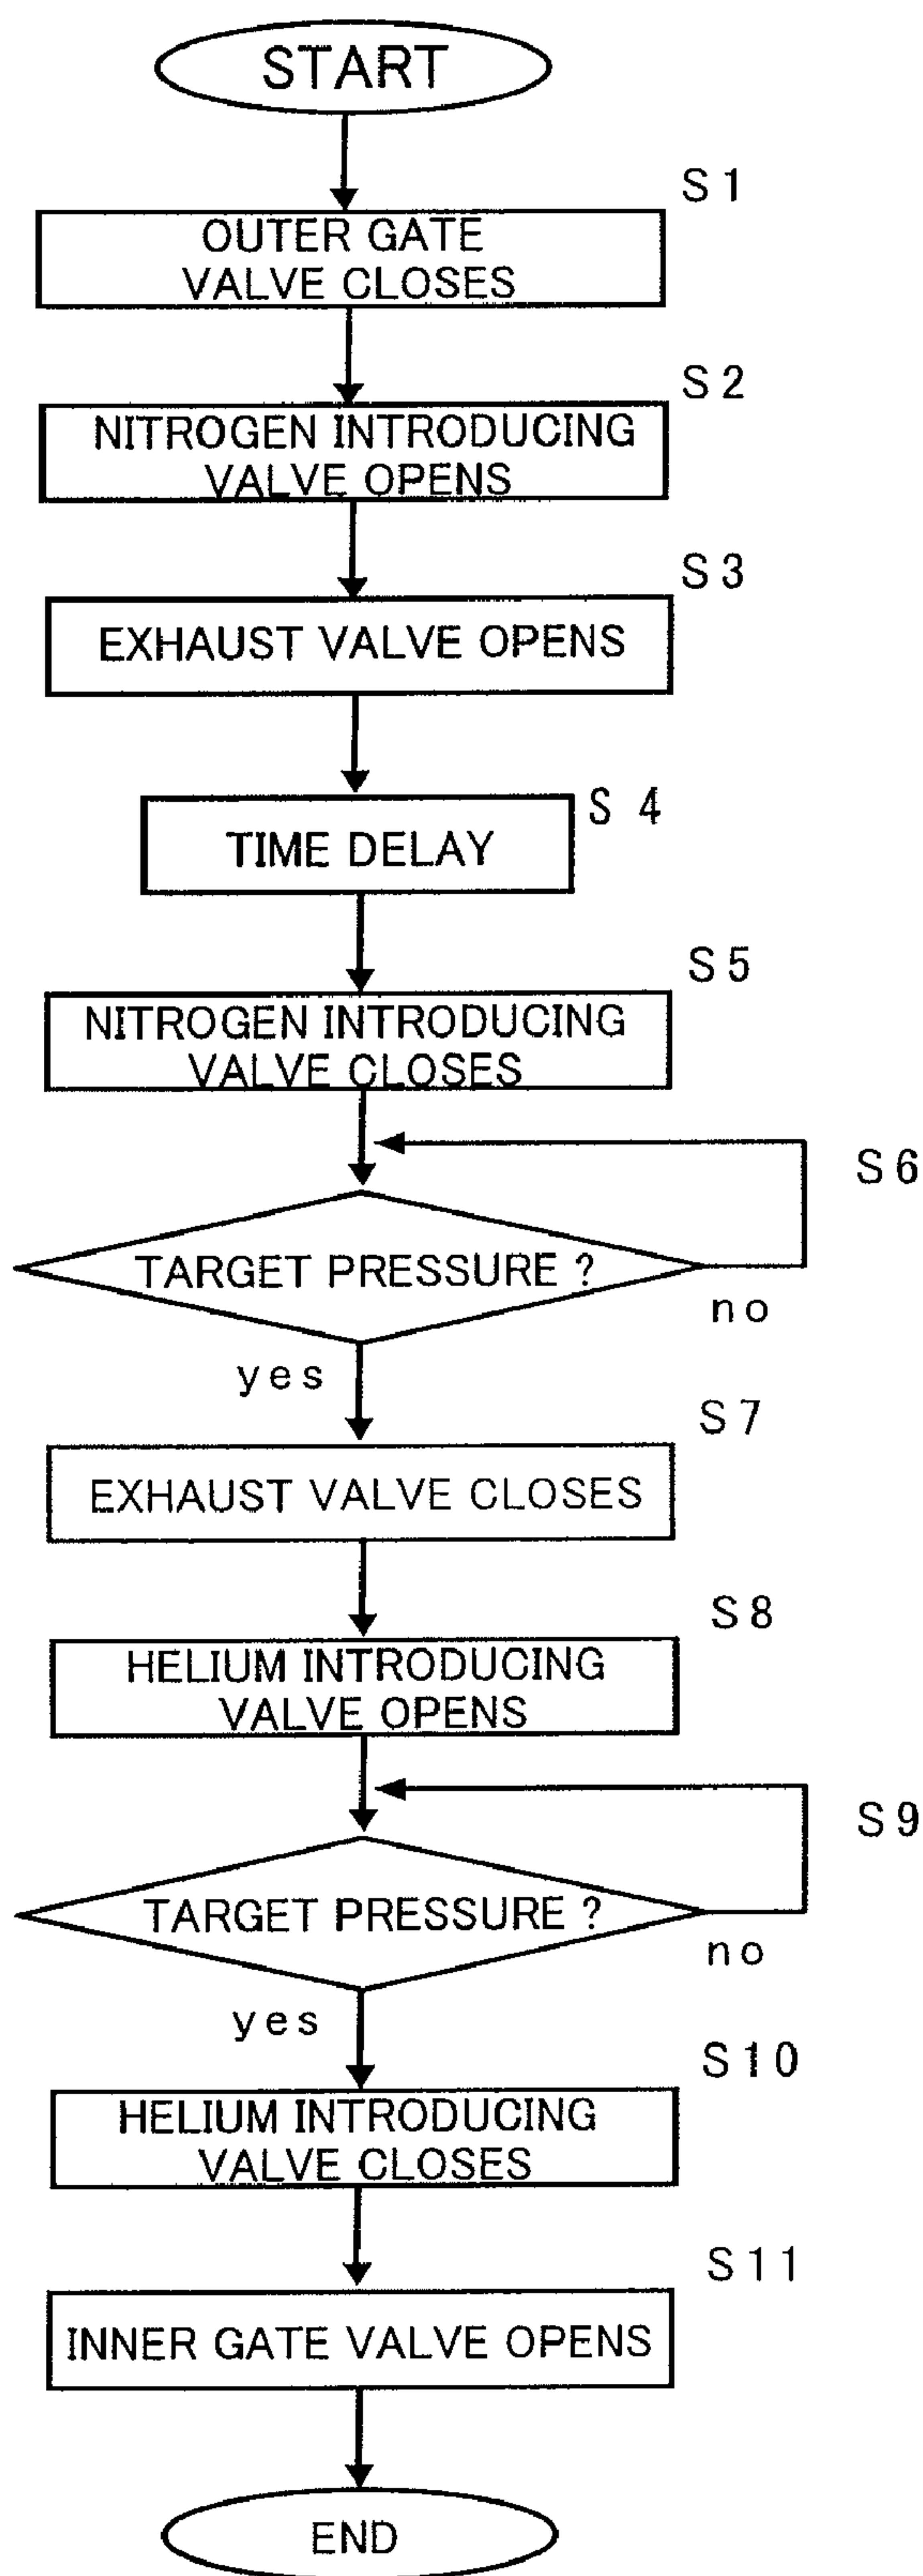 START
S1
OUTER GATE
VALVE CLOSES
S2
NITROGEN INTRODUCING
VALVE OPENS
S3
EXHAUST VALVE OPENS
S 4
TIME DELAY
S5
NITROGEN INTRODUCING
VALVE CLOSES
S6
TARGET PRESSURE ?
no
yes
S7
EXHAUST VALVE CLOSES
S8
HELIUM INTRODUCING
VALVE OPENS
S9
TARGET PRESSURE ?
no
yes
S10
HELIUM INTRODUCING
VALVE CLOSES
S11
INNER GATE VALVE OPENS
END